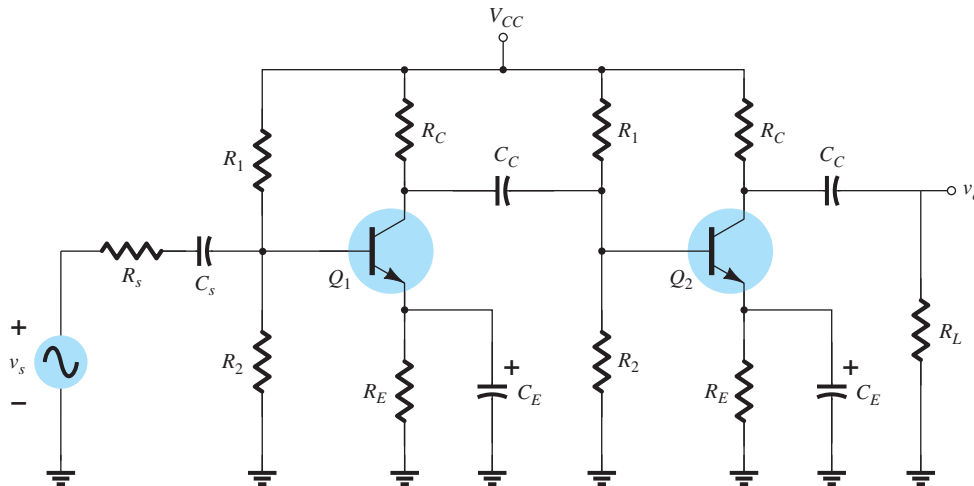 V_CC
R_1
R_C
C_C
R_1
R_C
C_C
R_s
C_s
Q_1
Q_2
+
v_s
−
R_2
R_E
+
C_E
R_2
R_E
+
C_E
R_L